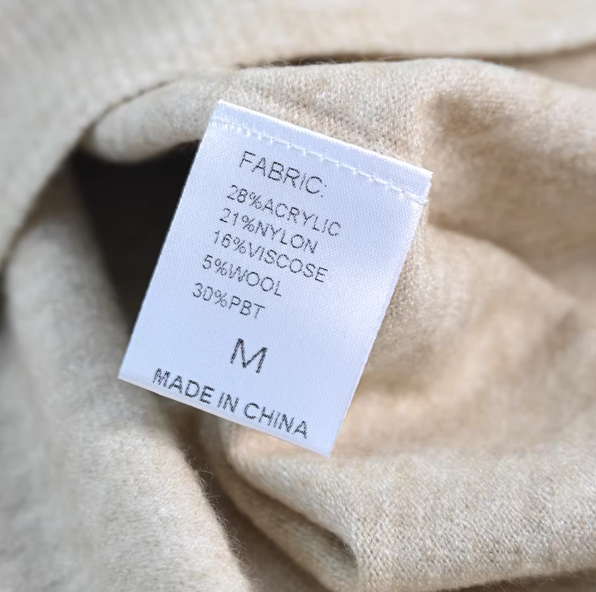 FABRIC:
28%ACRYLIC
21%NYLON
16%VISCOSE
5%WOOL
30%PBT
M
MADE IN CHINA